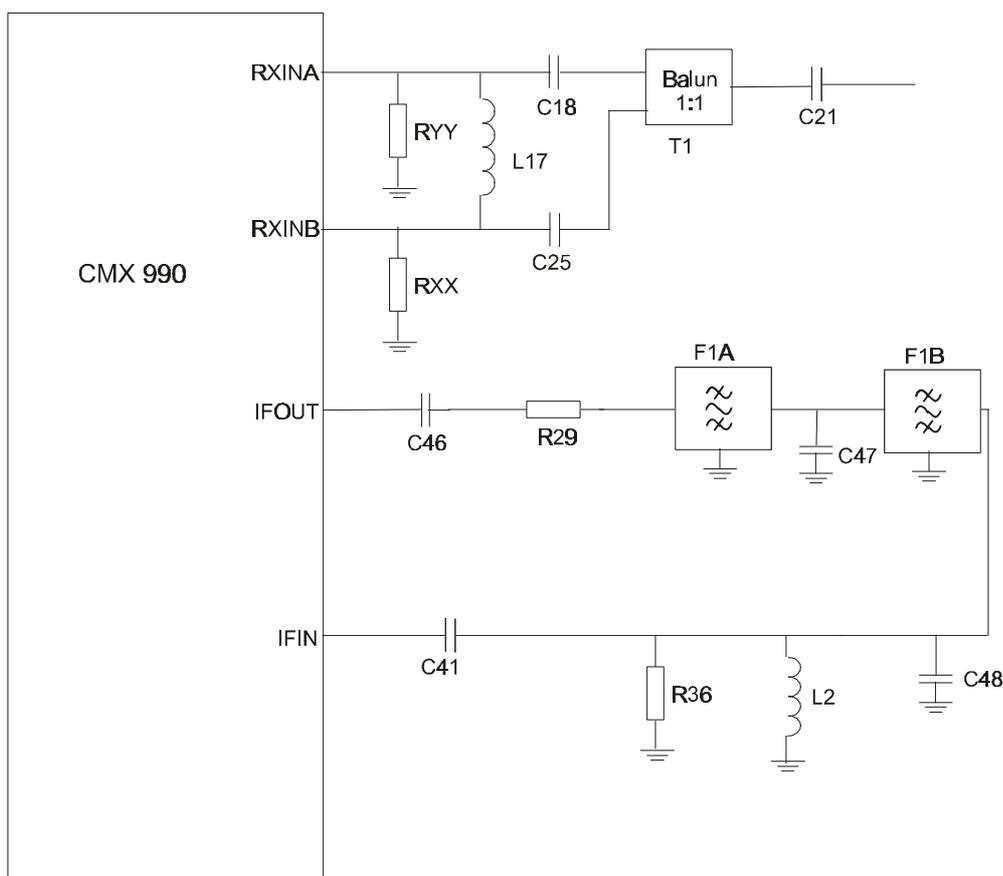 RXINA
C18
Balun
1:1
T1
C21
RYY
L17
RXINB
C25
CMX 990
RXX
F1A
F1B
IFOUT
C46
R29
C47
IFIN
C41
R36
L2
C48